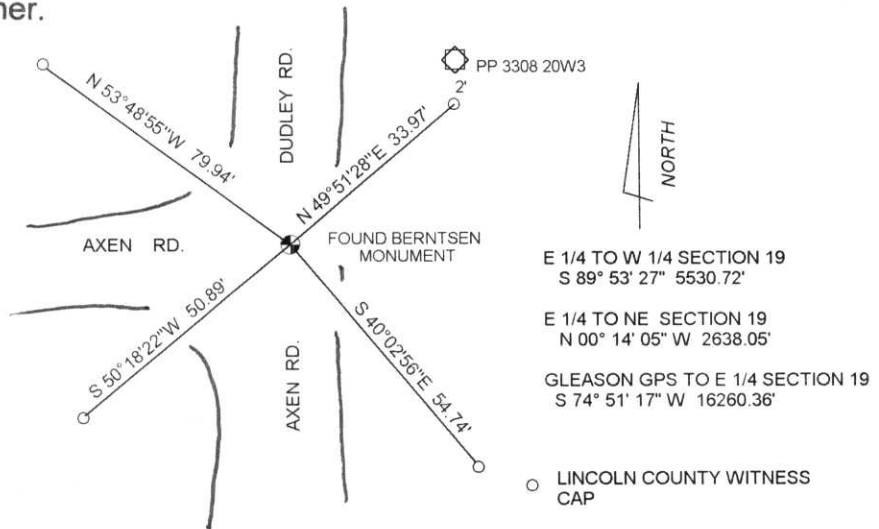 ner.
PP 3308 20W3
2'
N 53°48'55"W 79.94'
DUDLEY RD.
N 49°51'28"E 33.97'
NORTH
AXEN RD.
FOUND BERNTSEN
MONUMENT
E 1/4 TO W 1/4 SECTION 19
S 89° 53' 27" 5530.72'
E 1/4 TO NE SECTION 19
N 00° 14' 05" W 2638.05'
GLEASON GPS TO E 1/4 SECTION 19
S 74° 51' 17" W 16260.36'
S 50°18'22"W 50.89'
AXEN RD.
S 40°02'56"E 54.74'
LINCOLN COUNTY WITNESS
CAP